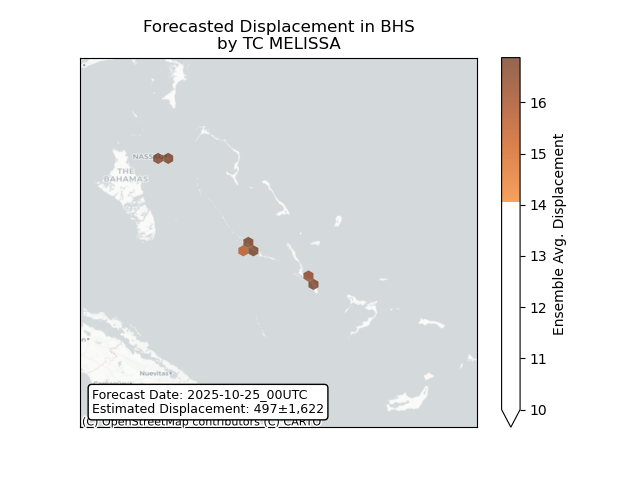 Forecasted Displacement in BHS
by TC MELISSA
THE
BAHAMAS
Nuevitas
Forecast Date: 2025-10-25_00UTC
Estimated Displacement: 497±1,622
(C) OpenStreetMap contributors (C) CARTO
16
15
14
13
12
11
10
Ensemble Avg. Displacement